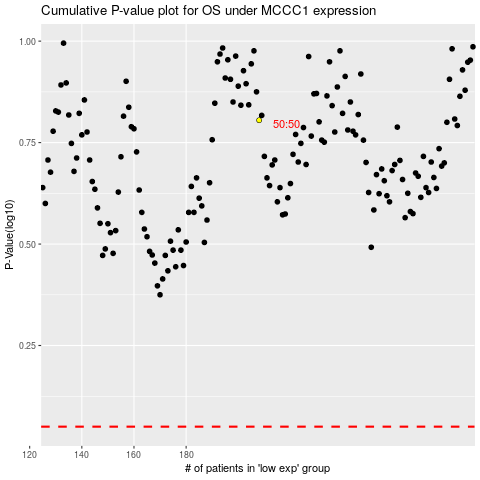 Cumulative P-value plot for OS under MCCC1 expression
1.00
50:50
0.75
P-Value(log10)
0.50
0.25
120 140 160 180
# of patients in 'low exp' group